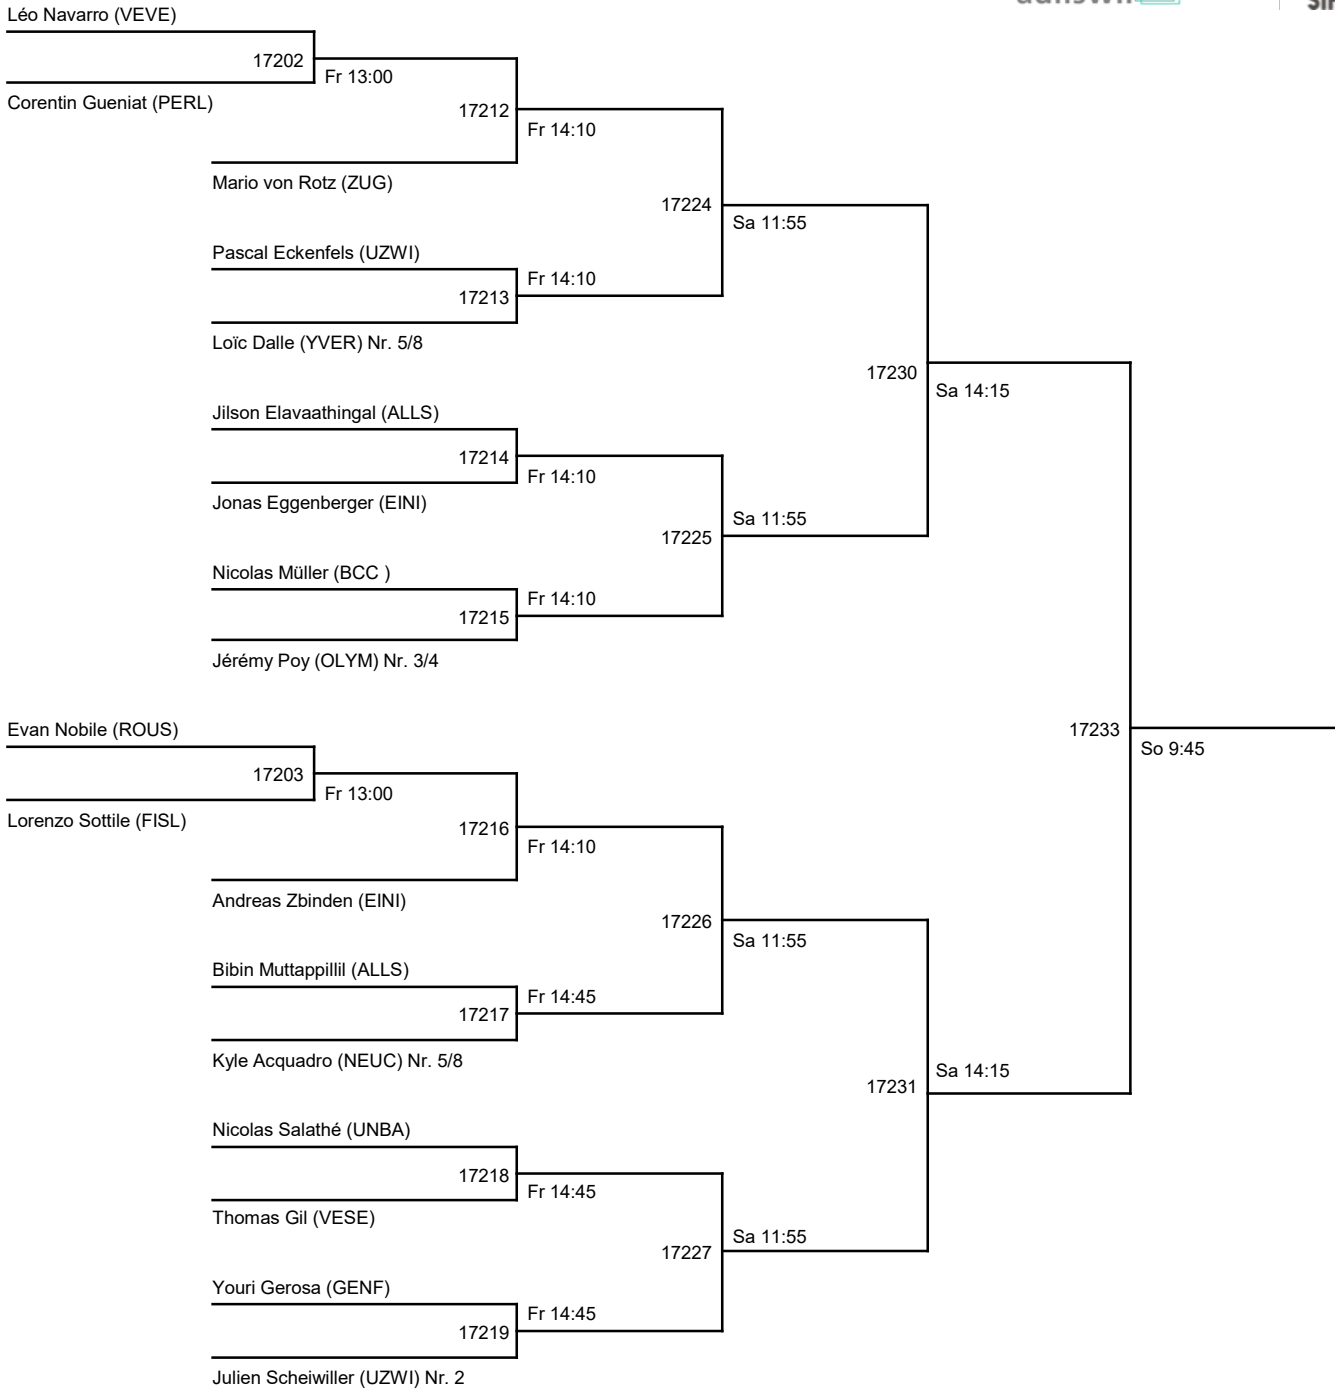 Léo Navarro (VEVE)
17202
Fr 13:00
Corentin Gueniat (PERL)
17212
Fr 14:10
Mario von Rotz (ZUG)
17224
Sa 11:55
Pascal Eckenfels (UZWI)
Fr 14:10
17213
Loïc Dalle (YVER) Nr. 5/8
17230
Sa 14:15
Jilson Elavaathingal (ALLS)
17214
Fr 14:10
Jonas Eggenberger (EINI)
Sa 11:55
17225
Nicolas Müller (BCC )
Fr 14:10
17215
Jérémy Poy (OLYM) Nr. 3/4
Evan Nobile (ROUS)
17233
So 9:45
17203
Fr 13:00
Lorenzo Sottile (FISL)
17216
Fr 14:10
Andreas Zbinden (EINI)
17226
Sa 11:55
Bibin Muttappillil (ALLS)
Fr 14:45
17217
Kyle Acquadro (NEUC) Nr. 5/8
Sa 14:15
17231
Nicolas Salathé (UNBA)
17218
Fr 14:45
Thomas Gil (VESE)
Sa 11:55
17227
Youri Gerosa (GENF)
Fr 14:45
17219
Julien Scheiwiller (UZWI) Nr. 2